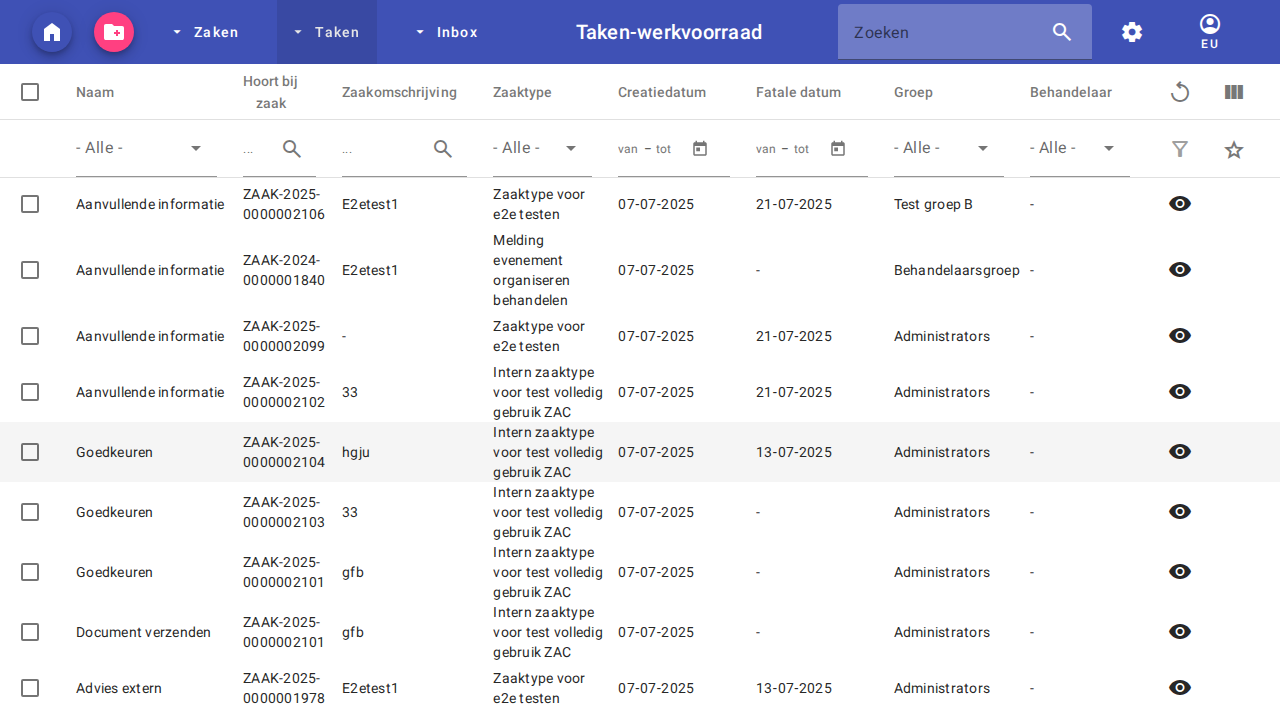 Zaken
Taken
Inbox
Taken-werkvoorraad
Zoeken
EU
Naam
Hoort bij
zaak
Zaakomschrijving
Zaaktype
Creatiedatum
Fatale datum
Groep
Behandelaar
- Alle -
...
...
- Alle -
van – tot
van – tot
- Alle -
- Alle -
Aanvullende informatie
ZAAK-2025-
0000002106
E2etest1
Zaaktype voor
e2e testen
07-07-2025
21-07-2025
Test groep B
-
Aanvullende informatie
ZAAK-2024-
0000001840
E2etest1
Melding
evenement
organiseren
behandelen
07-07-2025
-
Behandelaarsgroep
-
Aanvullende informatie
ZAAK-2025-
0000002099
-
Zaaktype voor
e2e testen
07-07-2025
21-07-2025
Administrators
-
Aanvullende informatie
ZAAK-2025-
0000002102
33
Intern zaaktype
voor test volledig
gebruik ZAC
07-07-2025
21-07-2025
Administrators
-
Goedkeuren
ZAAK-2025-
0000002104
hgju
Intern zaaktype
voor test volledig
gebruik ZAC
07-07-2025
13-07-2025
Administrators
-
Goedkeuren
ZAAK-2025-
0000002103
33
Intern zaaktype
voor test volledig
gebruik ZAC
07-07-2025
-
Administrators
-
Goedkeuren
ZAAK-2025-
0000002101
gfb
Intern zaaktype
voor test volledig
gebruik ZAC
07-07-2025
-
Administrators
-
Document verzenden
ZAAK-2025-
0000002101
gfb
Intern zaaktype
voor test volledig
gebruik ZAC
07-07-2025
-
Administrators
-
Advies extern
ZAAK-2025-
0000001978
E2etest1
Zaaktype voor
e2e testen
07-07-2025
13-07-2025
Administrators
-